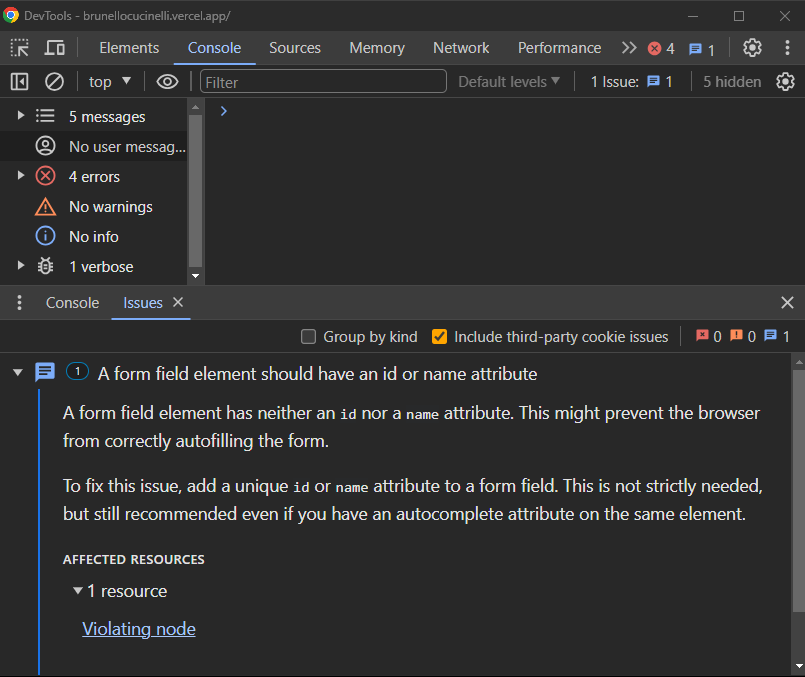 DevTools - brunellocucinelli.vercel.app/
Elements Console Sources Memory Network Performance 4 1
top Filter Default levels 1 Issue: 1 5 hidden
5 messages
No user messag...
4 errors
No warnings
No info
1 verbose
Console Issues
Group by kind Include third-party cookie issues 0 0 1
1 A form field element should have an id or name attribute
A form field element has neither an id nor a name attribute. This might prevent the browser
from correctly autofilling the form.
To fix this issue, add a unique id or name attribute to a form field. This is not strictly needed,
but still recommended even if you have an autocomplete attribute on the same element.
AFFECTED RESOURCES
1 resource
Violating node